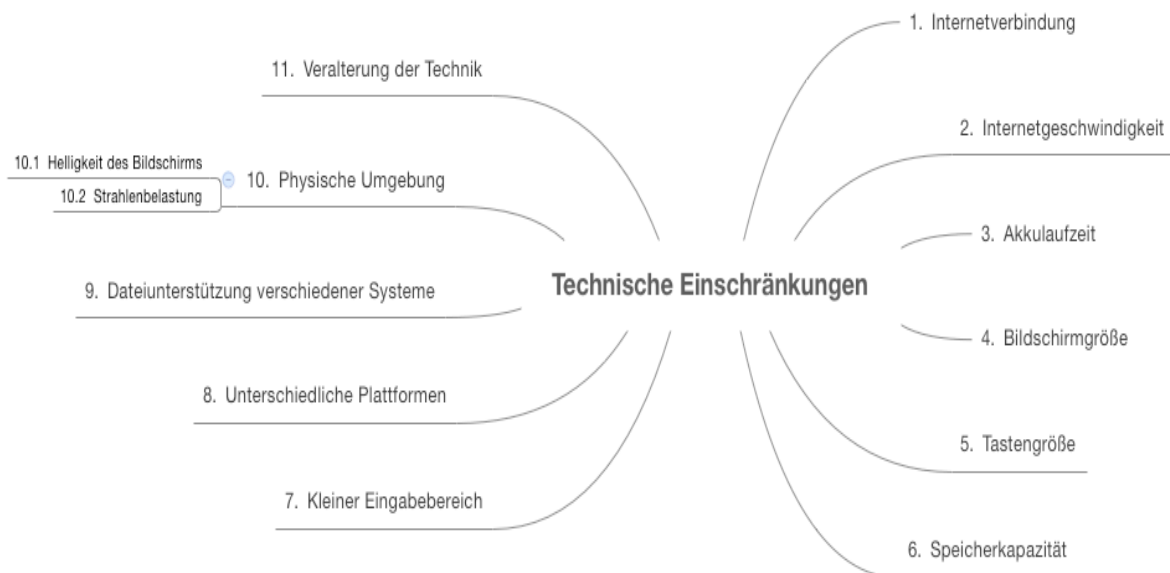 Technische Einschränkungen
1. Internetverbindung
2. Internetgeschwindigkeit
3. Akkulaufzeit
4. Bildschirmgröße
5. Tastengröße
6. Speicherkapazität
7. Kleiner Eingabebereich
8. Unterschiedliche Plattformen
9. Dateiunterstützung verschiedener Systeme
10. Physische Umgebung
10.1 Helligkeit des Bildschirms
10.2 Strahlenbelastung
11. Veralterung der Technik